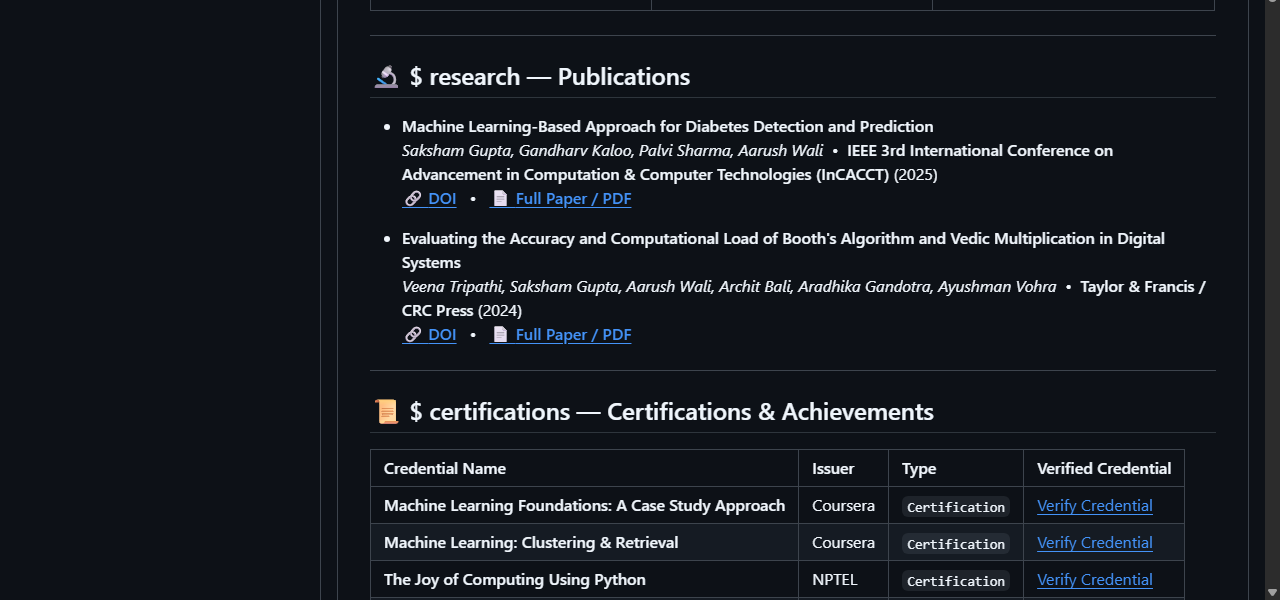 $ research — Publications
Machine Learning-Based Approach for Diabetes Detection and Prediction
Saksham Gupta, Gandharv Kaloo, Palvi Sharma, Aarush Wali • IEEE 3rd International Conference on
Advancement in Computation & Computer Technologies (InCACCT) (2025)
DOI • Full Paper / PDF
Evaluating the Accuracy and Computational Load of Booth's Algorithm and Vedic Multiplication in Digital
Systems
Veena Tripathi, Saksham Gupta, Aarush Wali, Archit Bali, Aradhika Gandotra, Ayushman Vohra • Taylor & Francis /
CRC Press (2024)
DOI • Full Paper / PDF
$ certifications — Certifications & Achievements
Credential Name Issuer Type Verified Credential
Machine Learning Foundations: A Case Study Approach Coursera Certification Verify Credential
Machine Learning: Clustering & Retrieval Coursera Certification Verify Credential
The Joy of Computing Using Python NPTEL Certification Verify Credential